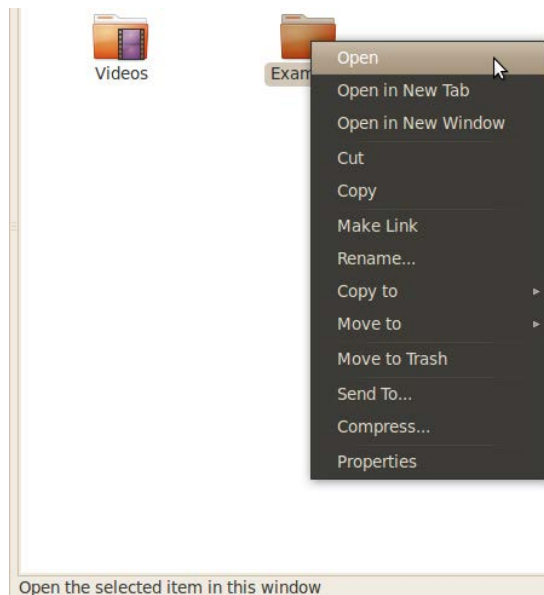 Videos
Exam
Open
Open in New Tab
Open in New Window
Cut
Copy
Make Link
Rename...
Copy to
Move to
Move to Trash
Send To...
Compress...
Properties
Open the selected item in this window